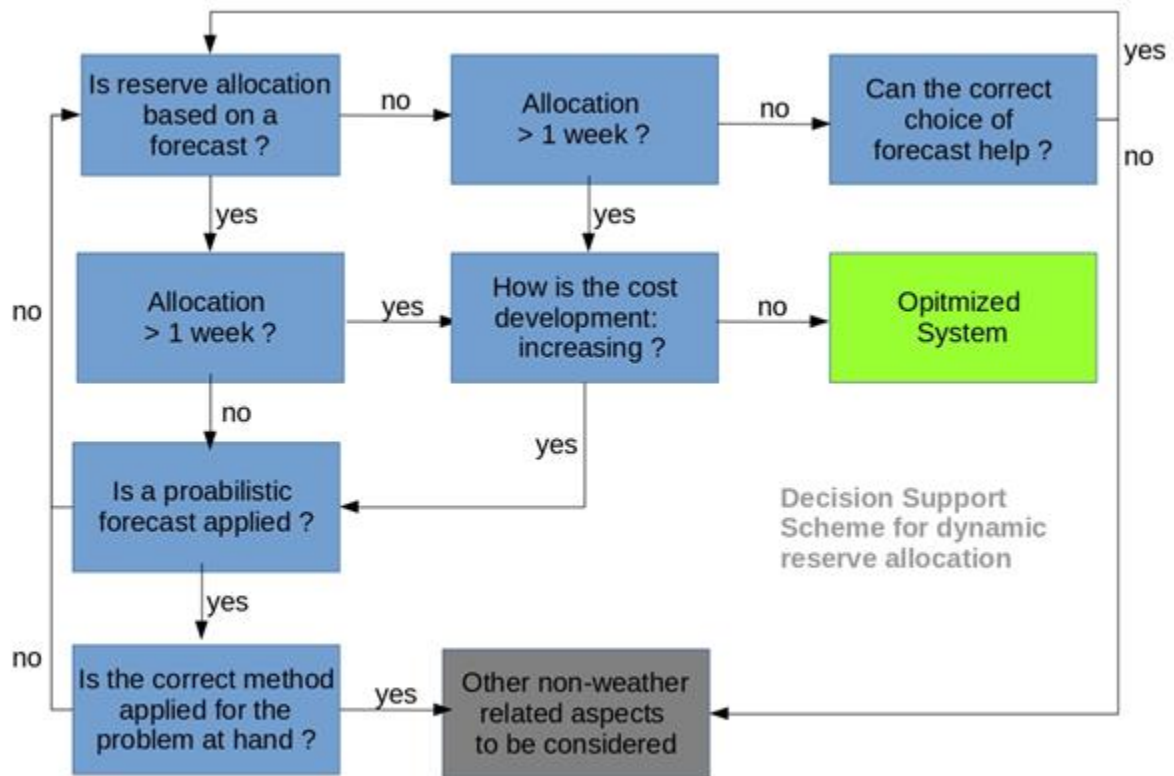 Is reserve allocation
based on a
forecast ?
no
Allocation
> 1 week ?
no
Can the correct
choice of
forecast help ?
yes
no
yes
yes
no
Allocation
> 1 week ?
yes
How is the cost
development:
increasing ?
no
Opitmized
System
no
yes
Is a proabilistic
forecast applied ?
Decision Support
Scheme for dynamic
reserve allocation
yes
no
Is the correct method
applied for the
problem at hand ?
yes
Other non-weather
related aspects
to be considered